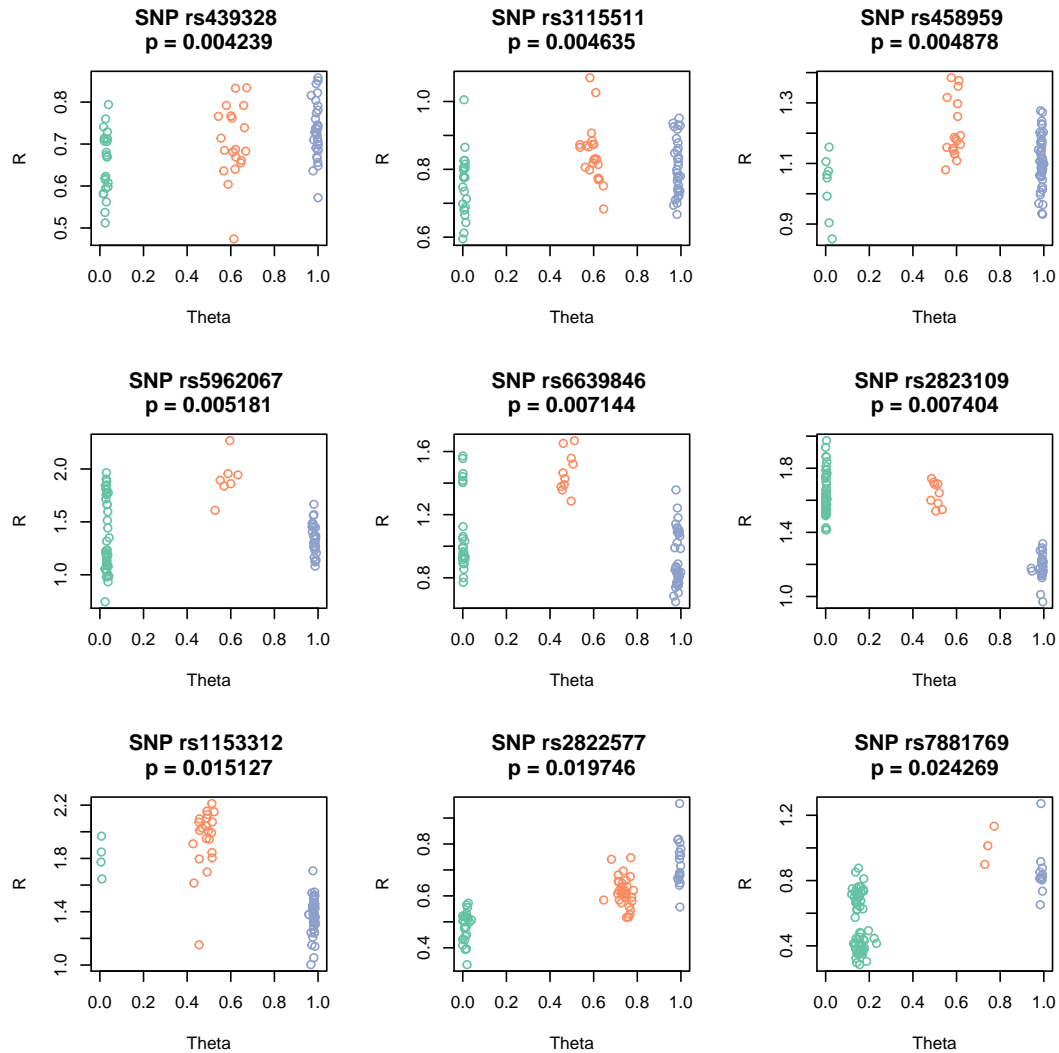 SNP rs439328
p = 0.004239
R
0.5 0.6 0.7 0.8
0.0 0.2 0.4 0.6 0.8 1.0
Theta
SNP rs3115511
p = 0.004635
R
0.6 0.8 1.0
0.0 0.2 0.4 0.6 0.8 1.0
Theta
SNP rs458959
p = 0.004878
R
0.9 1.1 1.3
0.0 0.2 0.4 0.6 0.8 1.0
Theta
SNP rs5962067
p = 0.005181
R
1.0 1.5 2.0
0.0 0.2 0.4 0.6 0.8 1.0
Theta
SNP rs6639846
p = 0.007144
R
0.8 1.2 1.6
0.0 0.2 0.4 0.6 0.8 1.0
Theta
SNP rs2823109
p = 0.007404
R
1.0 1.4 1.8
0.0 0.2 0.4 0.6 0.8 1.0
Theta
SNP rs1153312
p = 0.015127
R
1.0 1.4 1.8 2.2
0.0 0.2 0.4 0.6 0.8 1.0
Theta
SNP rs2822577
p = 0.019746
R
0.4 0.6 0.8
0.0 0.2 0.4 0.6 0.8 1.0
Theta
SNP rs7881769
p = 0.024269
R
0.4 0.8 1.2
0.0 0.2 0.4 0.6 0.8 1.0
Theta